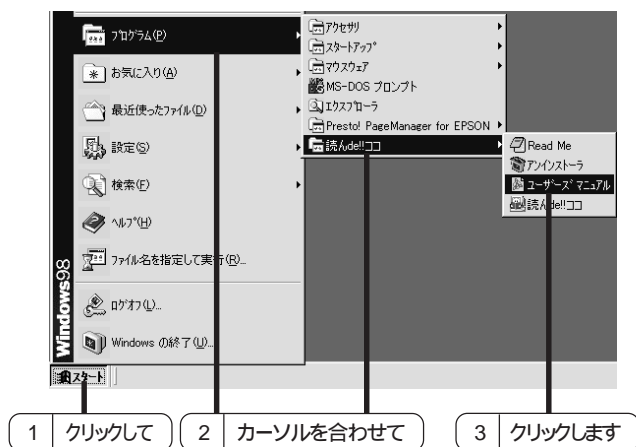 プログラム(P)
お気に入り(A)
最近使ったファイル(D)
設定(S)
検索(F)
ヘルプ(H)
ファイル名を指定して実行(R)...
ログオフ(L)...
Windows の終了(U)...
Windows98
スタート
アクセサリ
スタートアップ
マウスウェア
MS-DOS プロンプト
エクスプローラ
Presto! PageManager for EPSON
読んde!!ココ
Read Me
アンインストーラ
ユーザーズ マニュアル
読んde!!ココ
1 クリックして
2 カーソルを合わせて
3 クリックします